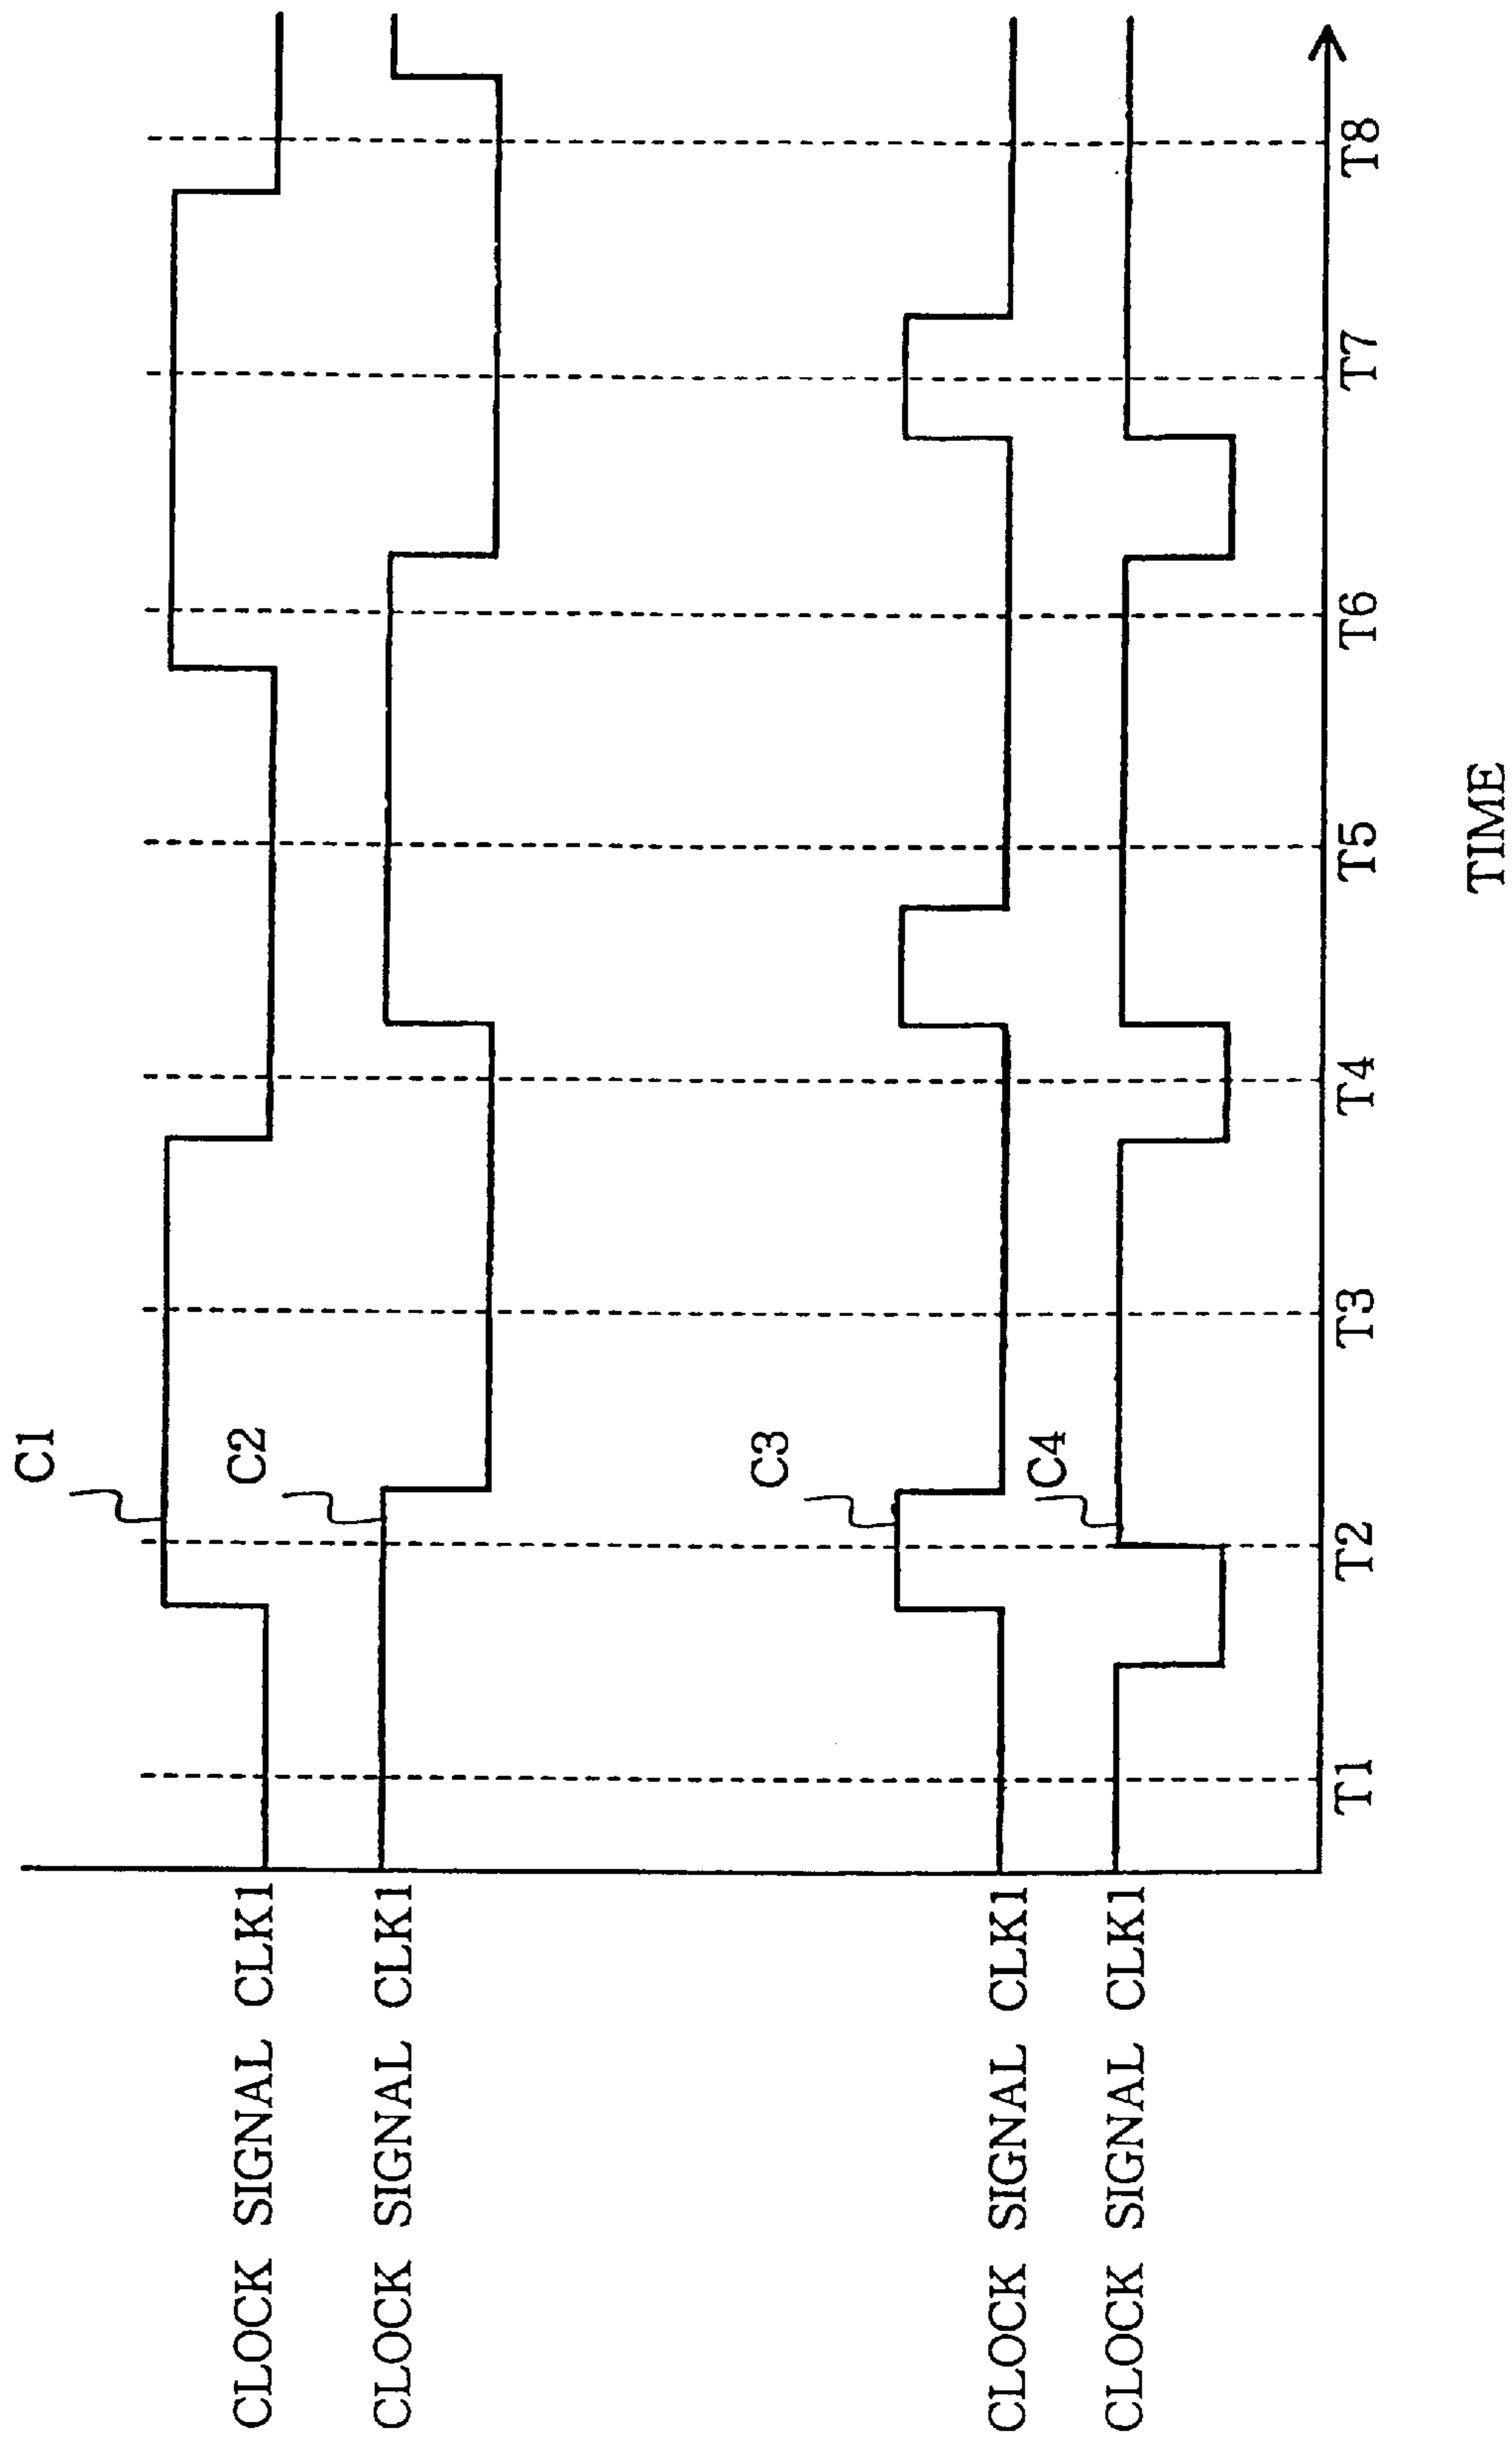 C1
C2
C3
C4
CLOCK SIGNAL CLK1
CLOCK SIGNAL CLK1
CLOCK SIGNAL CLK1
CLOCK SIGNAL CLK1
T1 T2 T3 T4 T5 T6 T7 T8
TIME